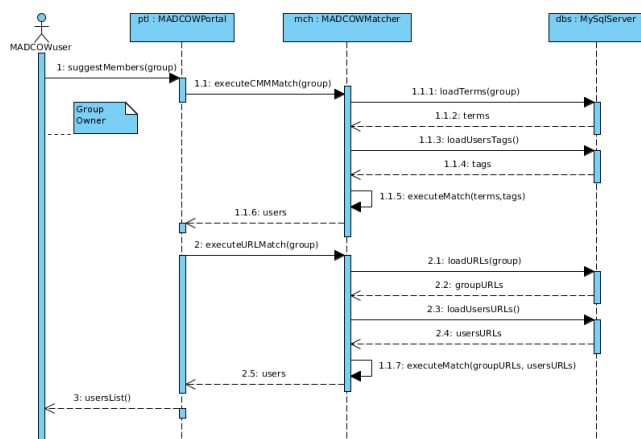 ptl : MADCOWPortal
mch : MADCOWMatcher
dbs : MySqlServer
MADCOWuser
1: suggestMembers(group)
1.1: executeCMMMatch(group)
1.1.1: loadTerms(group)
Group
Owner
1.1.2: terms
1.1.3: loadUsersTags()
1.1.4: tags
1.1.5: executeMatch(terms,tags)
1.1.6: users
2: executeURLMatch(group)
2.1: loadURLs(group)
2.2: groupURLs
2.3: loadUsersURLs()
2.4: usersURLs
1.1.7: executeMatch(groupURLs, usersURLs)
2.5: users
3: usersList()